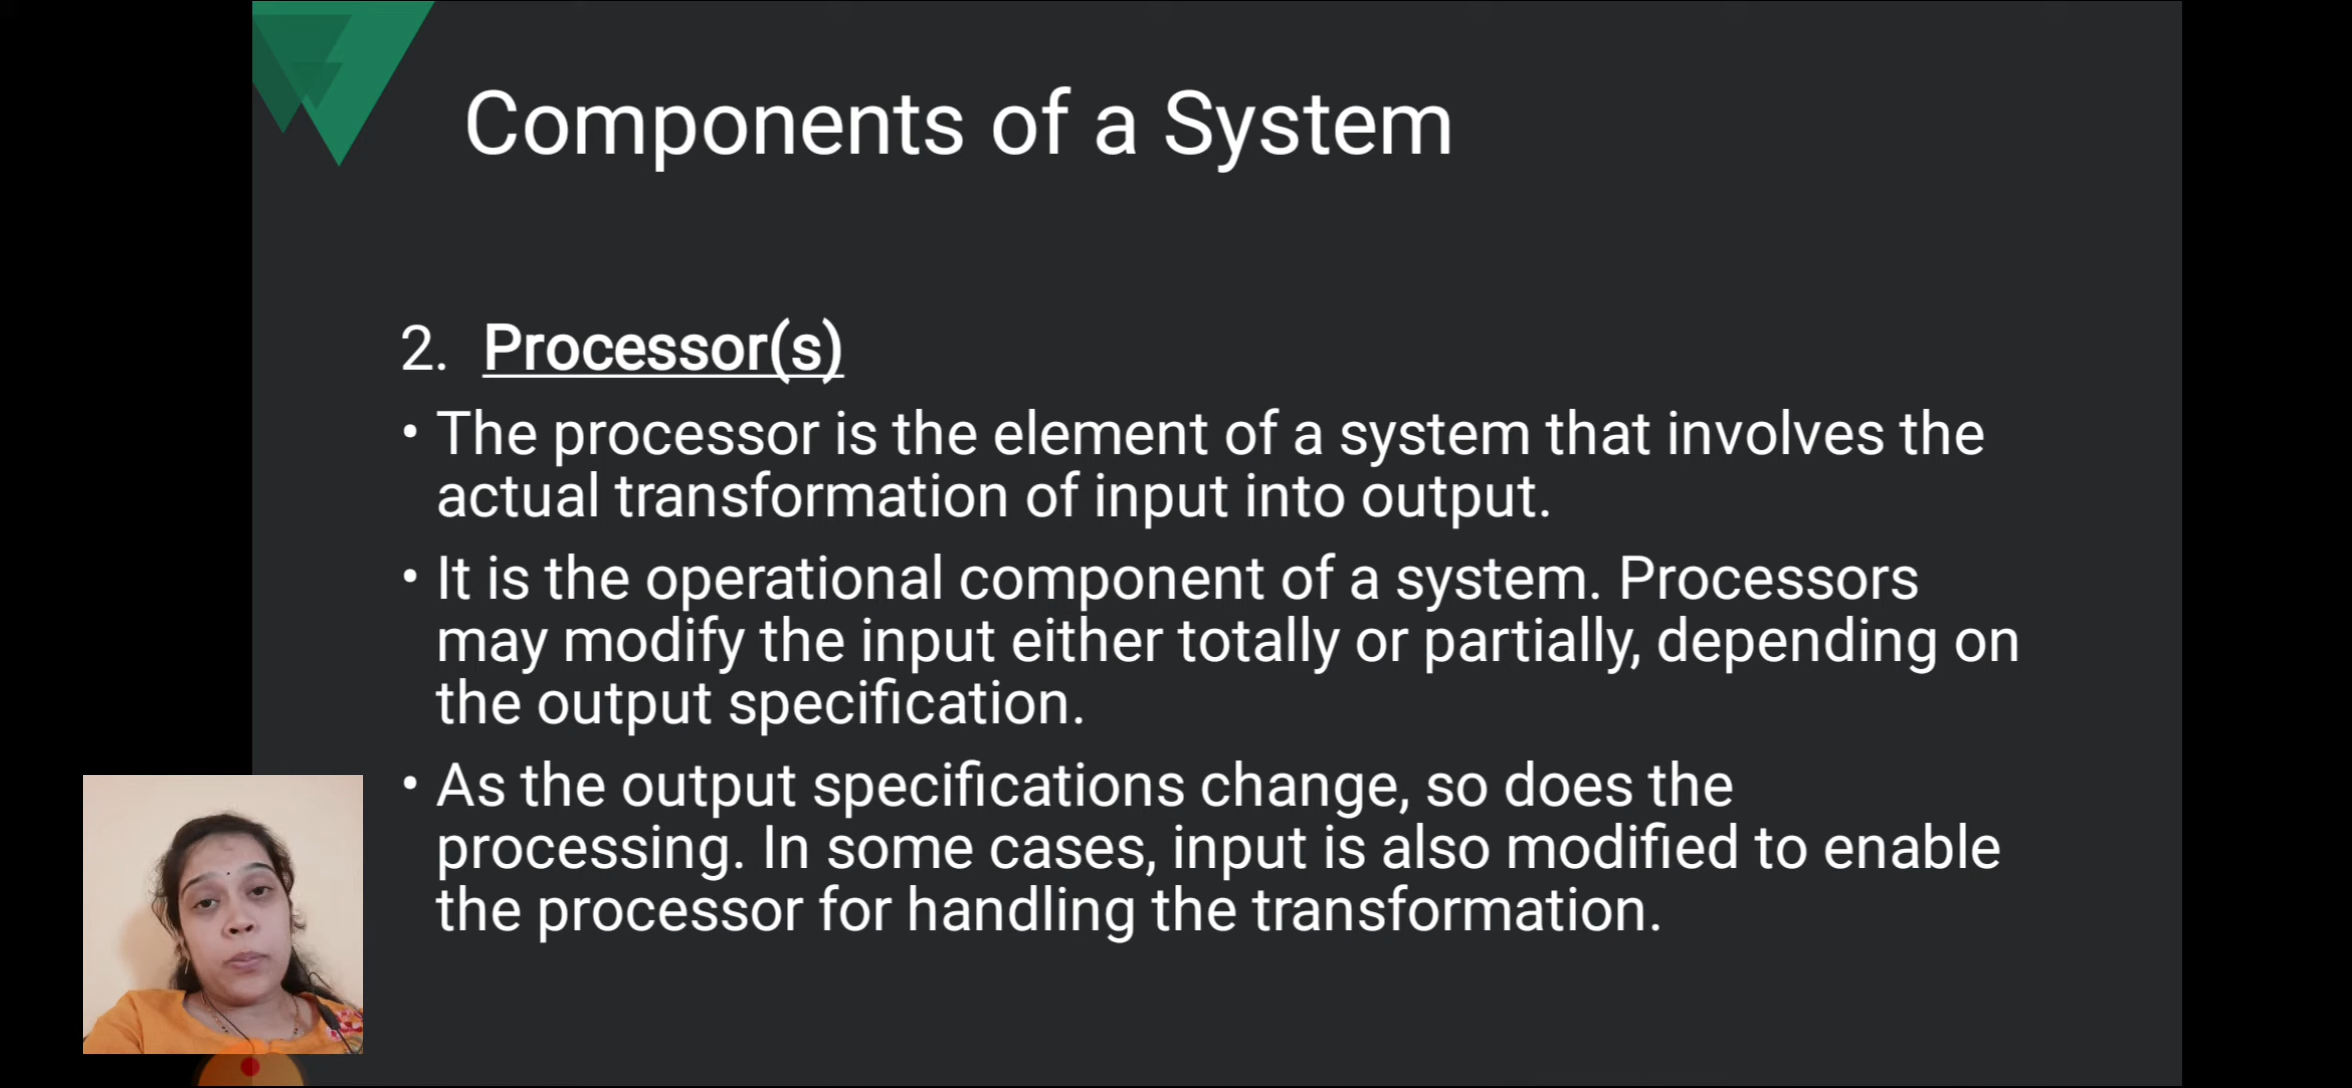 Components of a System
2. Processor(s)
• The processor is the element of a system that involves the
actual transformation of input into output.
• It is the operational component of a system. Processors
may modify the input either totally or partially, depending on
the output specification.
• As the output specifications change, so does the
processing. In some cases, input is also modified to enable
the processor for handling the transformation.